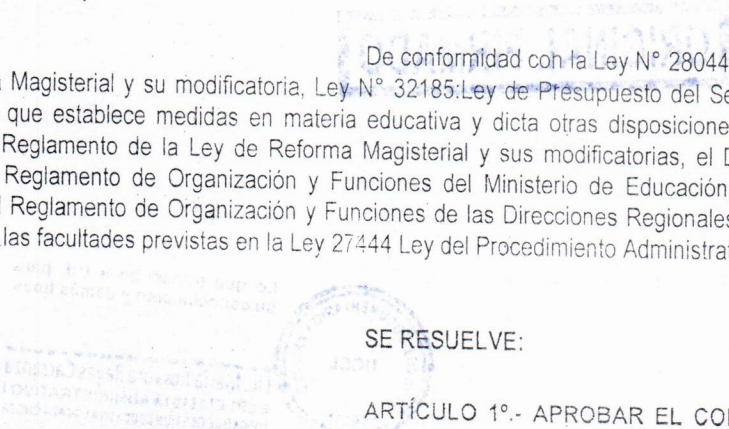 De conformidad con la Ley N° 28044
Magisterial y su modificatoria, Ley N° 32185:Ley de Presupuesto del Se
que establece medidas en materia educativa y dicta otras disposicione
Reglamento de la Ley de Reforma Magisterial y sus modificatorias, el D
Reglamento de Organización y Funciones del Ministerio de Educación
Reglamento de Organización y Funciones de las Direcciones Regionales
las facultades previstas en la Ley 27444 Ley del Procedimiento Administrat
SE RESUELVE:
ARTÍCULO 1º.- APROBAR EL CO